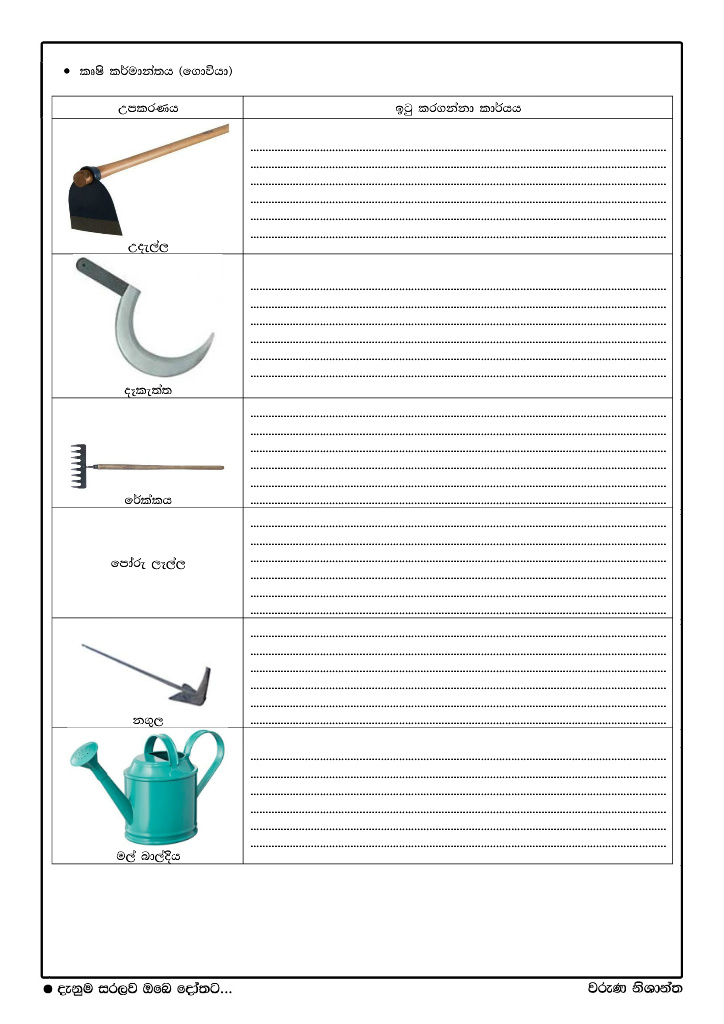 ● කෘෂි කර්මාන්තය (ගොවියා)
උපකරණය
ඉටු කරගන්නා කාර්යය
උදැල්ල
දෑකැත්ත
රේක්කය
පෝරු ලෑල්ල
නගුල
මල් බාල්දිය
● දැනුම සරලව ඔබෙ දෝතට...
වරුණ නිශාන්ත